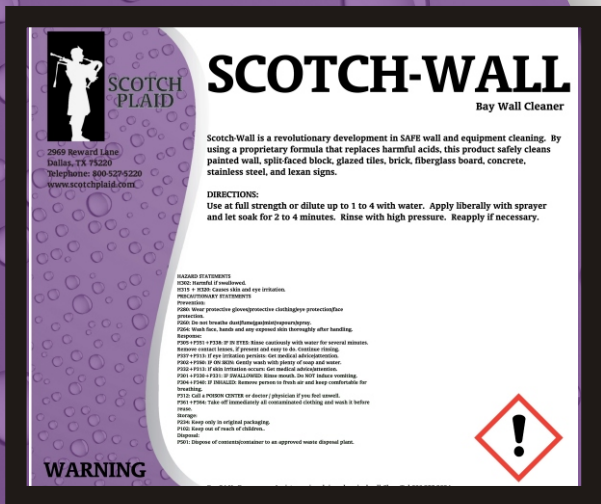 SCOTCH
PLAID
2969 Reward Lane
Dallas, TX 75220
Telephone: 800-527-5220
www.scotchplaid.com
SCOTCH-WALL
Bay Wall Cleaner
Scotch-Wall is a revolutionary development in SAFE wall and equipment cleaning. By
using a proprietary formula that replaces harmful acids, this product safely cleans
painted wall, split-faced block, glazed tiles, brick, fiberglass board, concrete,
stainless steel, and lexan signs.
DIRECTIONS:
Use at full strength or dilute up to 1 to 4 with water. Apply liberally with sprayer
and let soak for 2 to 4 minutes. Rinse with high pressure. Reapply if necessary.
HAZARD STATEMENTS
H302: Harmful if swallowed.
H315 + H320: Causes skin and eye irritation.
PRECAUTIONARY STATEMENTS
Prevention:
P280: Wear protective gloves/protective clothing/eye protection/face
protection.
P260: Do not breathe dust/fume/gas/mist/vapours/spray.
P264: Wash face, hands and any exposed skin thoroughly after handling.
Response:
P305+P351+P338: IF IN EYES: Rinse cautiously with water for several minutes.
Remove contact lenses, if present and easy to do. Continue rinsing.
P337+P313: If eye irritation persists: Get medical advice/attention.
P302+P350: IF ON SKIN: Gently wash with plenty of soap and water.
P332+P313: If skin irritation occurs: Get medical advice/attention.
P301+P330+P331: IF SWALLOWED: Rinse mouth. Do NOT induce vomiting.
P304+P340: IF INHALED: Remove person to fresh air and keep comfortable for
breathing.
P312: Call a POISON CENTER or doctor / physician if you feel unwell.
P361+P364: Take off immediately all contaminated clothing and wash it before
reuse.
Storage:
P234: Keep only in original packaging.
P102: Keep out of reach of children..
Disposal:
P501: Dispose of contents/container to an approved waste disposal plant.
WARNING